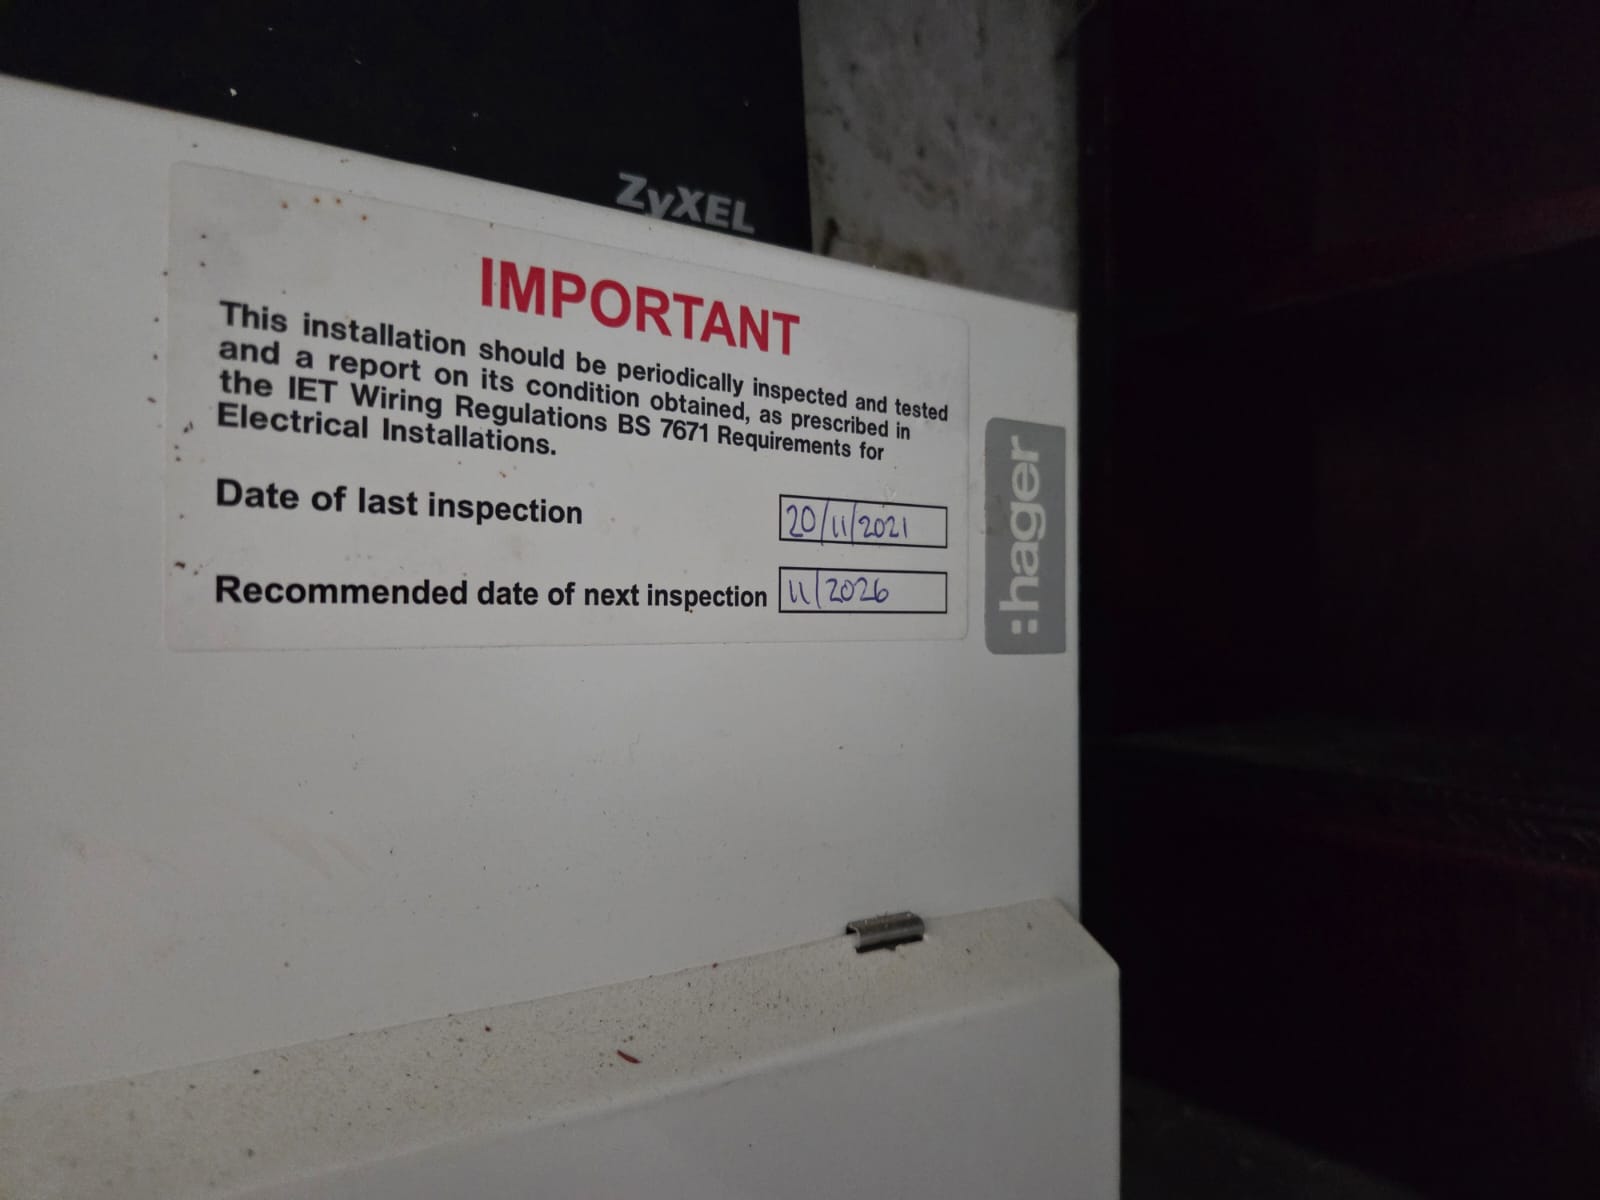 ZyXEL
IMPORTANT
This installation should be periodically inspected and tested
and a report on its condition obtained, as prescribed in
the IET Wiring Regulations BS 7671 Requirements for
Electrical Installations.
Date of last inspection 20/11/2021
Recommended date of next inspection 11/2026
:hager